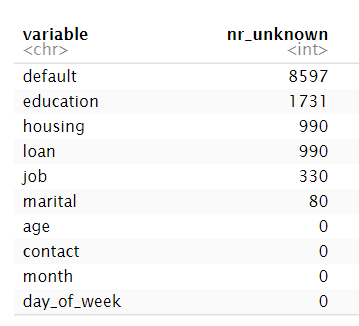 variable nr_unknown
<chr> <int>
default 8597
education 1731
housing 990
loan 990
job 330
marital 80
age 0
contact 0
month 0
day_of_week 0